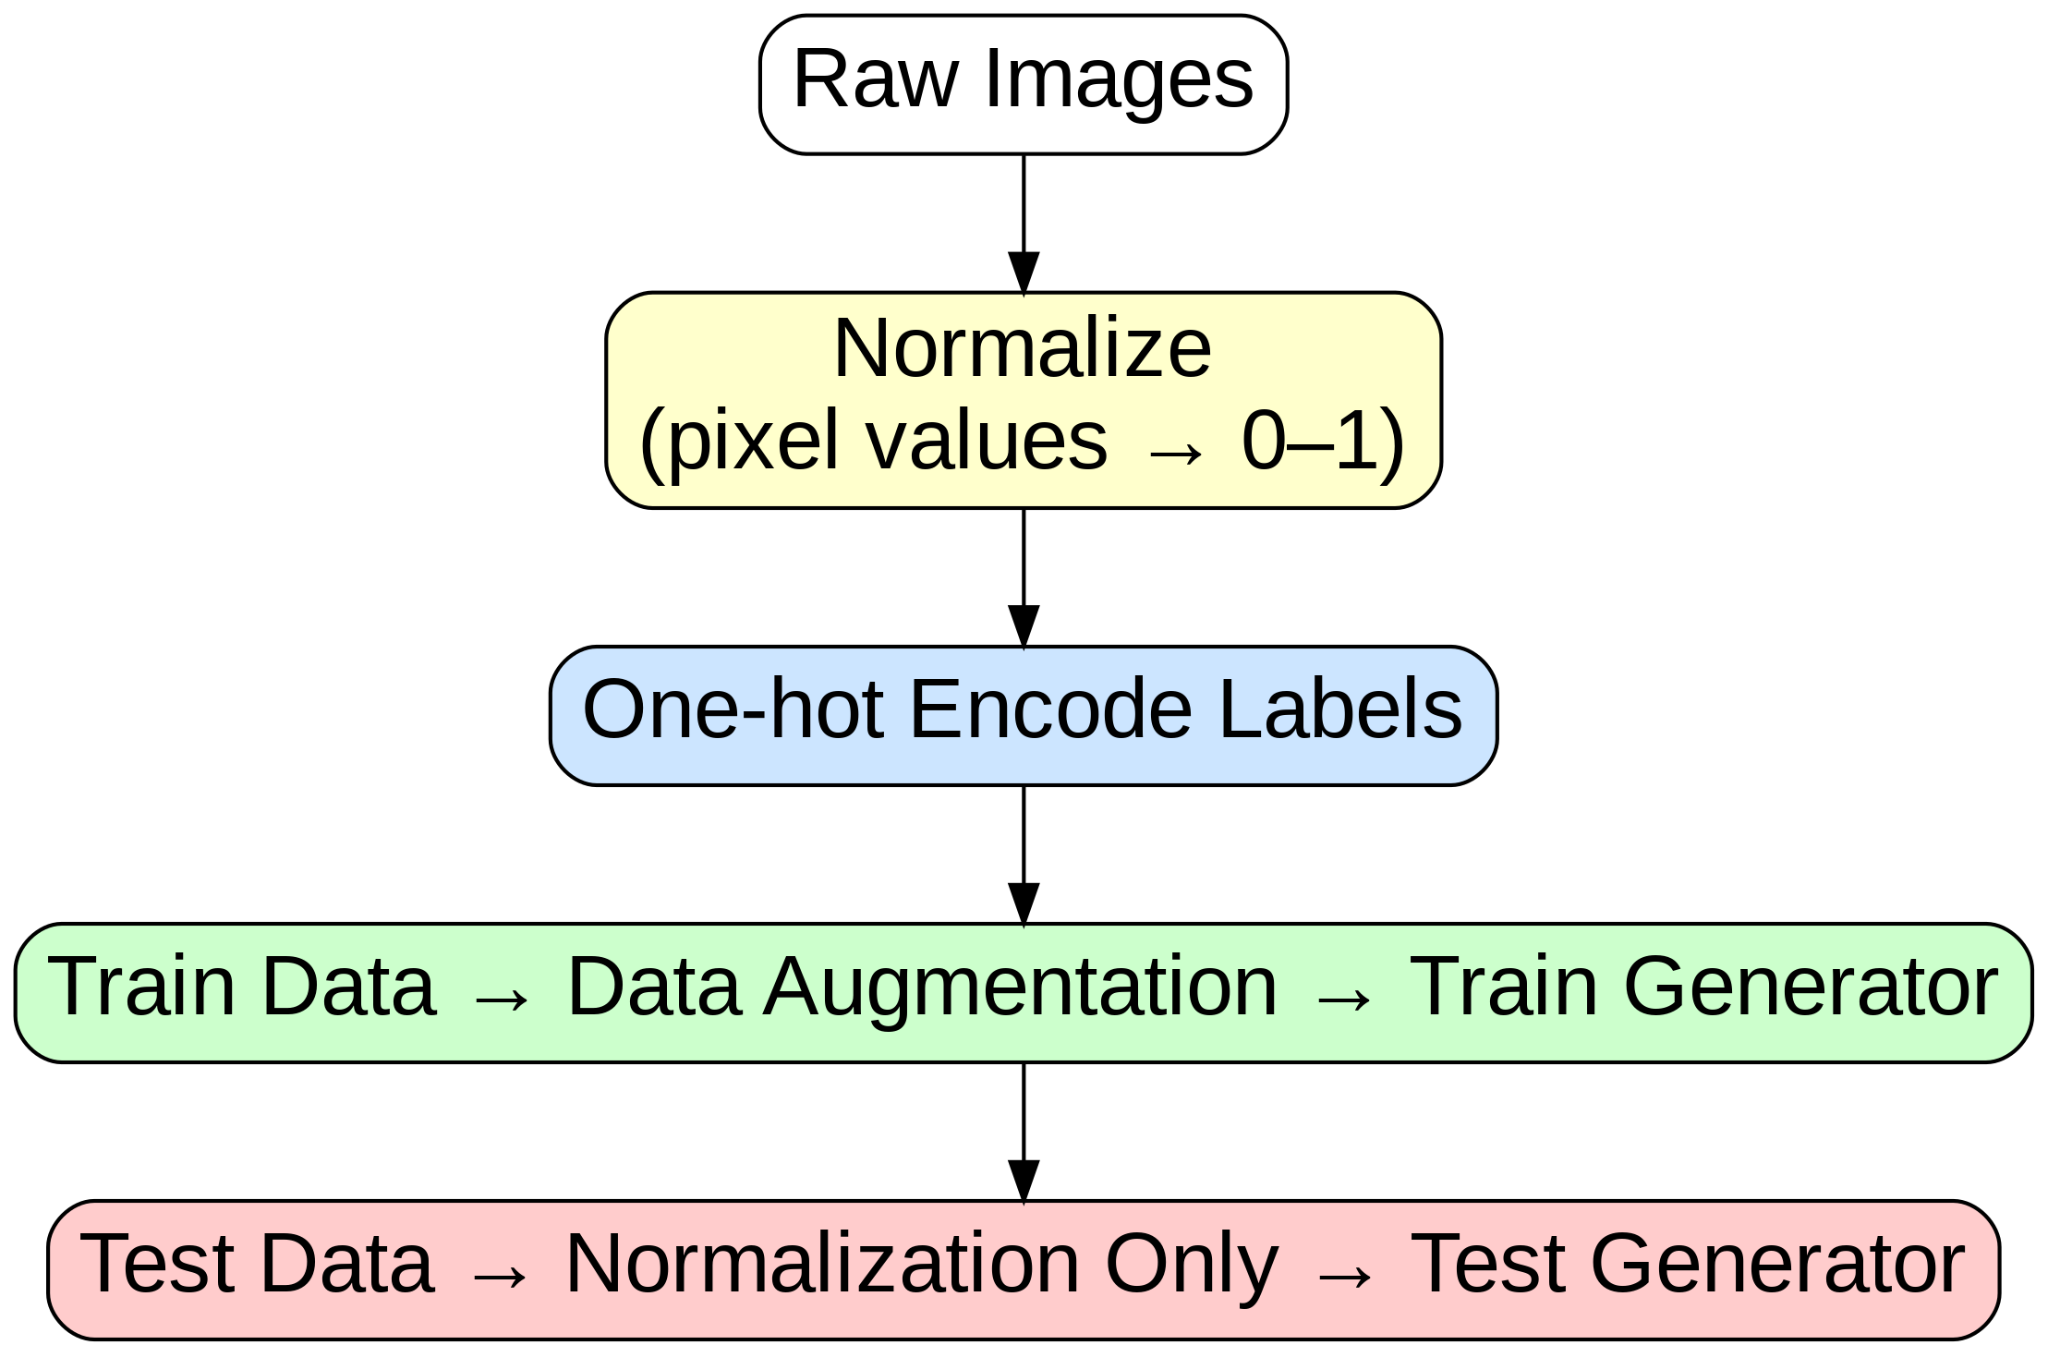 Raw Images
Normalize
(pixel values → 0–1)
One-hot Encode Labels
Train Data → Data Augmentation → Train Generator
Test Data → Normalization Only → Test Generator